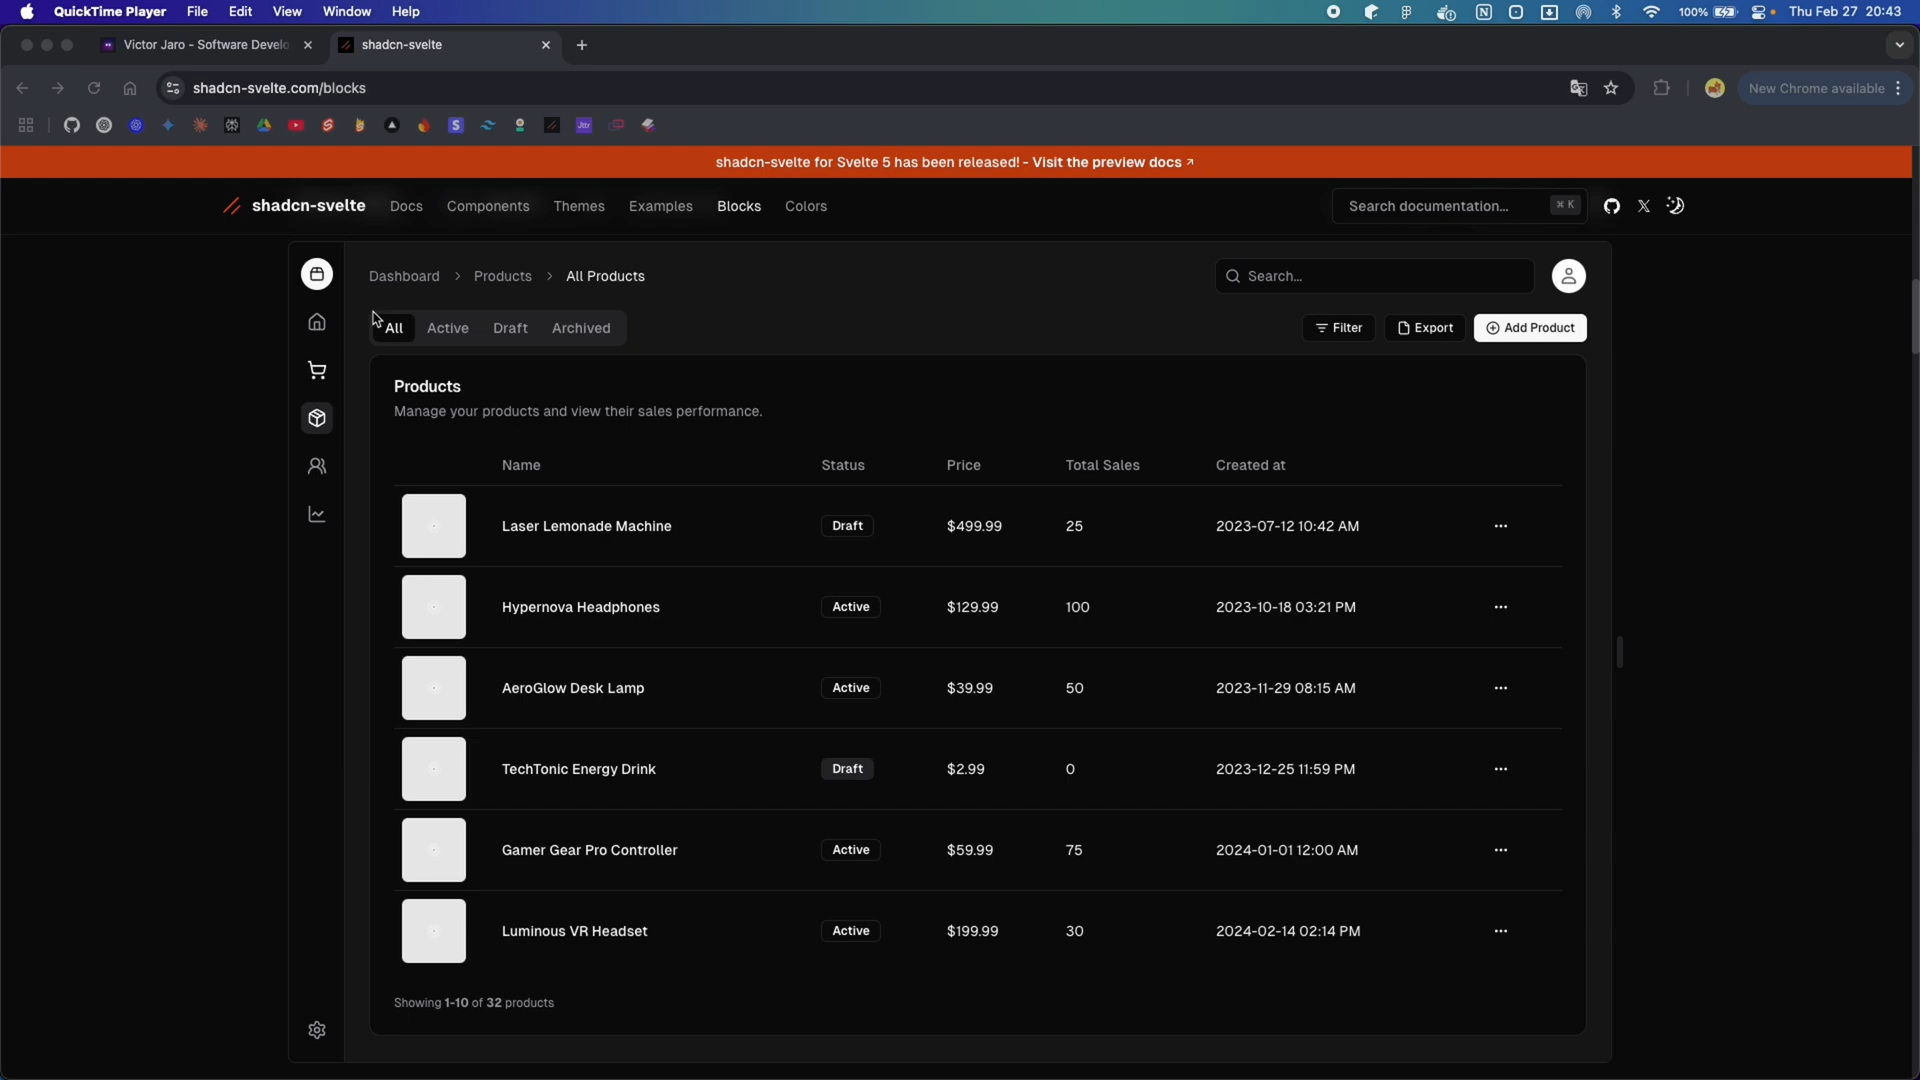 QuickTime Player File Edit View Window Help 100% Thu Feb 27 20:43
Victor Jaro - Software Develo shadcn-svelte
shadcn-svelte.com/blocks New Chrome available
shadcn-svelte for Svelte 5 has been released! - Visit the preview docs
shadcn-svelte Docs Components Themes Examples Blocks Colors Search documentation... ⌘ K
Dashboard > Products > All Products Search...
All Active Draft Archived Filter Export Add Product
Products
Manage your products and view their sales performance.
Name Status Price Total Sales Created at
Laser Lemonade Machine Draft $499.99 25 2023-07-12 10:42 AM
Hypernova Headphones Active $129.99 100 2023-10-18 03:21 PM
AeroGlow Desk Lamp Active $39.99 50 2023-11-29 08:15 AM
TechTonic Energy Drink Draft $2.99 0 2023-12-25 11:59 PM
Gamer Gear Pro Controller Active $59.99 75 2024-01-01 12:00 AM
Luminous VR Headset Active $199.99 30 2024-02-14 02:14 PM
Showing 1-10 of 32 products